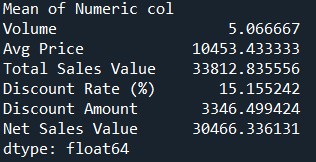 Mean of Numeric col
Volume 5.066667
Avg Price 10453.433333
Total Sales Value 33812.835556
Discount Rate (%) 15.155242
Discount Amount 3346.499424
Net Sales Value 30466.336131
dtype: float64